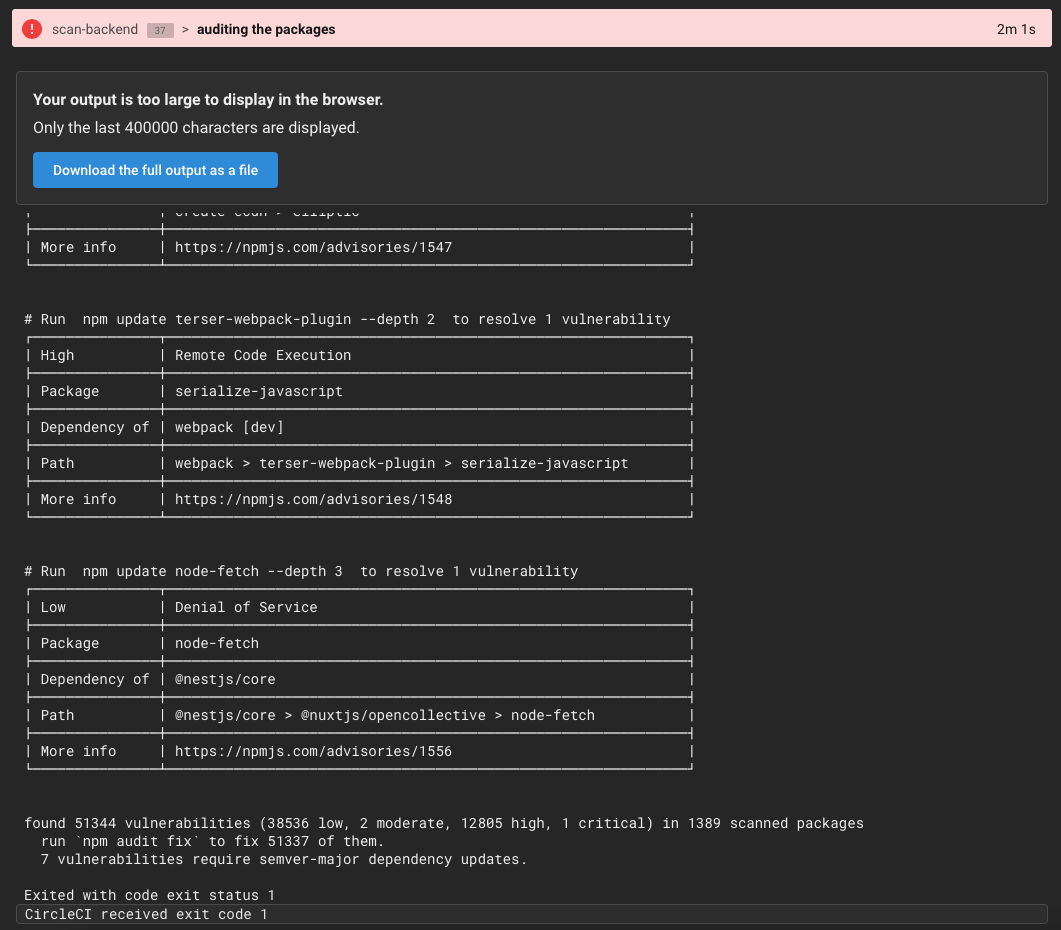 ! scan-backend 37 > auditing the packages 2m 1s
Your output is too large to display in the browser.
Only the last 400000 characters are displayed.
Download the full output as a file
create-ecdh > elliptic
More info https://npmjs.com/advisories/1547
# Run  npm update terser-webpack-plugin --depth 2  to resolve 1 vulnerability
High Remote Code Execution
Package serialize-javascript
Dependency of webpack [dev]
Path webpack > terser-webpack-plugin > serialize-javascript
More info https://npmjs.com/advisories/1548
# Run  npm update node-fetch --depth 3  to resolve 1 vulnerability
Low Denial of Service
Package node-fetch
Dependency of @nestjs/core
Path @nestjs/core > @nuxtjs/opencollective > node-fetch
More info https://npmjs.com/advisories/1556
found 51344 vulnerabilities (38536 low, 2 moderate, 12805 high, 1 critical) in 1389 scanned packages
run `npm audit fix` to fix 51337 of them.
7 vulnerabilities require semver-major dependency updates.
Exited with code exit status 1
CircleCI received exit code 1